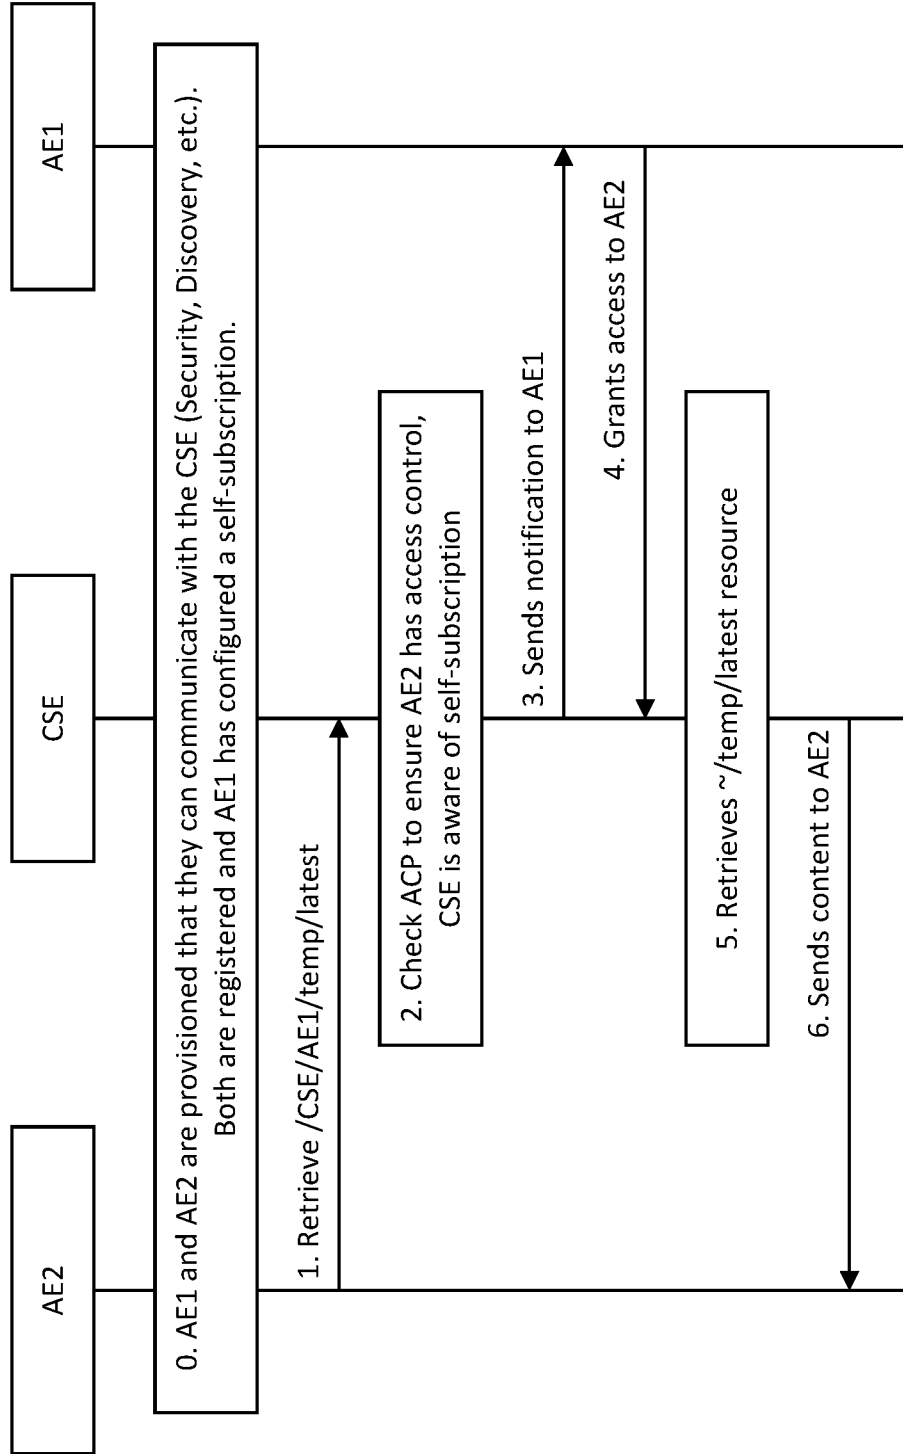 AE2
CSE
AE1
0. AE1 and AE2 are provisioned that they can communicate with the CSE (Security, Discovery, etc.).
Both are registered and AE1 has configured a self-subscription.
1. Retrieve /CSE/AE1/temp/latest
2. Check ACP to ensure AE2 has access control,
CSE is aware of self-subscription
3. Sends notification to AE1
4. Grants access to AE2
5. Retrieves ~/temp/latest resource
6. Sends content to AE2